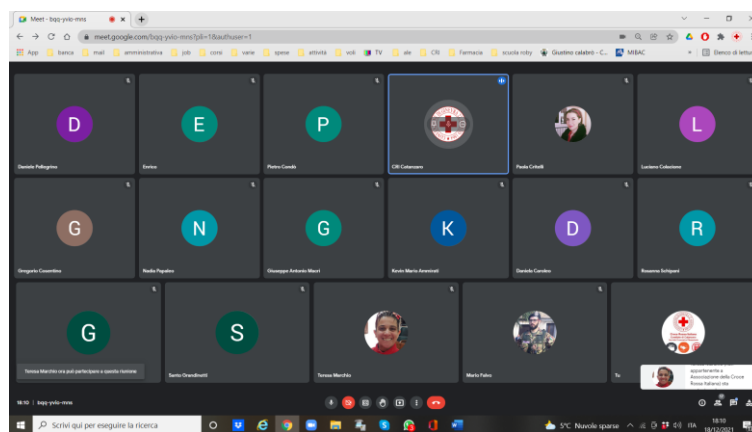 Meet - bqq-yvio-mns
meet.google.com/bqq-yvio-mns?pli=1&authuser=1
App banca mail amministrativa job corsi varie spese attività voli TV ale CRI Farmacia scuola roby Giustino calabrò - C... MIBAC » Elenco di lettura
D E P L
Daniele Pellegrino Enrico Pietro Condò CRI Catanzaro Paola Critelli Luciano Colacione
G N G K D R
Gregorio Cosentino Nadia Papaleo Giuseppe Antonio Macrì Kevin Mario Ammirati Daniela Camino Rosanna Schipani
G S
Teresa Marchio ora può partecipare a questa riunione Santo Grandinetti Teresa Marchio Mario Falvo Tu
appartenente a
Associazione della Croce
Rossa Italiana) sta
18:10 | bqq-yvio-mns
Scrivi qui per eseguire la ricerca 5°C Nuvole sparse ITA 18:10
18/12/2021